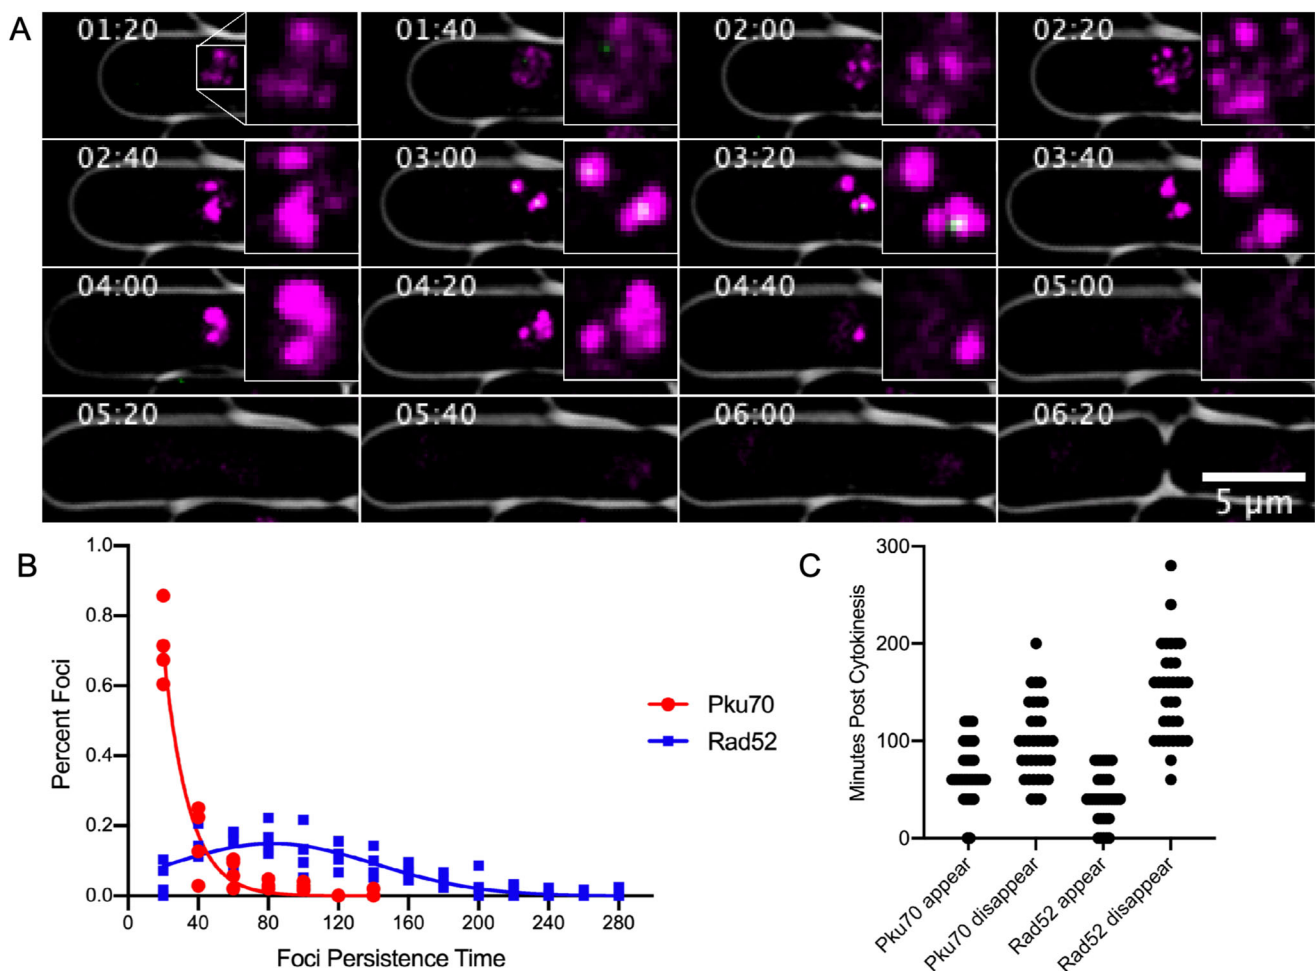 A
01:20 01:40 02:00 02:20
02:40 03:00 03:20 03:40
04:00 04:20 04:40 05:00
05:20 05:40 06:00 06:20
5 µm
B
1.0
0.8
0.6
0.4
0.2
0.0
Percent Foci
0 40 80 120 160 200 240 280
Foci Persistence Time
Pku70
Rad52
C
300
200
100
0
Minutes Post Cytokinesis
Pku70 appear
Pku70 disappear
Rad52 appear
Rad52 disappear